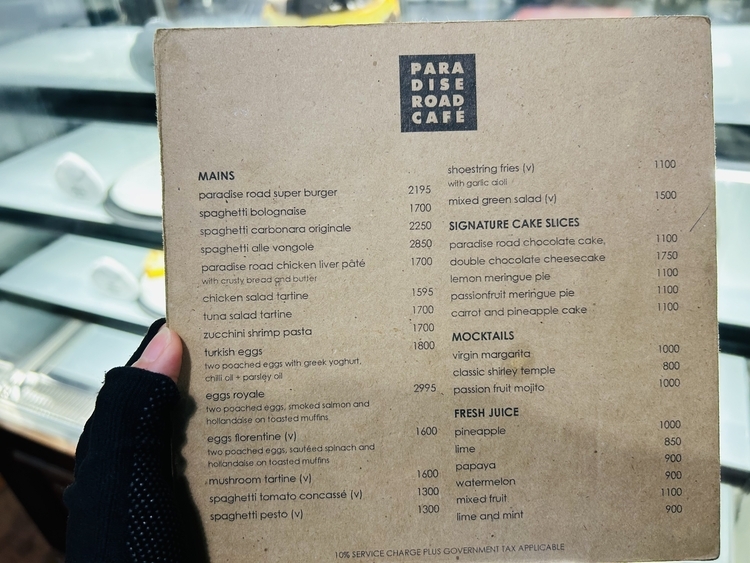 PARA
DISE
ROAD
CAFÉ
MAINS
paradise road super burger 2195
spaghetti bolognaise 1700
spaghetti carbonara originale 2250
spaghetti alle vongole 2850
paradise road chicken liver pâté 1700
with crusty bread and butter
chicken salad tartine 1595
tuna salad tartine 1700
zucchini shrimp pasta 1700
turkish eggs 1800
two poached eggs with greek yoghurt,
chilli oil + parsley oil
eggs royale 2995
two poached eggs, smoked salmon and
hollandaise on toasted muffins
eggs florentine (v) 1600
two poached eggs, sautéed spinach and
hollandaise on toasted muffins
mushroom tartine (v) 1600
spaghetti tomato concassé (v) 1300
spaghetti pesto (v) 1300
shoestring fries (v) 1100
with garlic aioli
mixed green salad (v) 1500
SIGNATURE CAKE SLICES
paradise road chocolate cake, 1100
double chocolate cheesecake 1750
lemon meringue pie 1100
passionfruit meringue pie 1100
carrot and pineapple cake 1100
MOCKTAILS
virgin margarita 1000
classic shirley temple 800
passion fruit mojito 1000
FRESH JUICE
pineapple 1000
lime 850
papaya 900
watermelon 900
mixed fruit 1100
lime and mint 900
10% SERVICE CHARGE PLUS GOVERNMENT TAX APPLICABLE